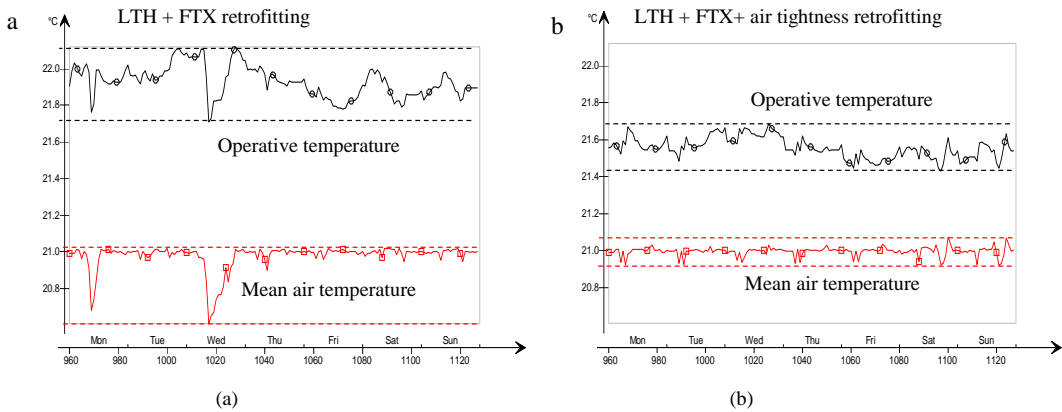 a
LTH + FTX retrofitting
°C
22.0
21.8
21.6
21.4
21.2
21.0
20.8
Operative temperature
Mean air temperature
Mon Tue Wed Thu Fri Sat Sun
960 980 1000 1020 1040 1060 1080 1100 1120
(a)
b
LTH + FTX+ air tightness retrofitting
°C
22.0
21.8
21.6
21.4
21.2
21.0
20.8
Operative temperature
Mean air temperature
Mon Tue Wed Thu Fri Sat Sun
960 980 1000 1020 1040 1060 1080 1100 1120
(b)